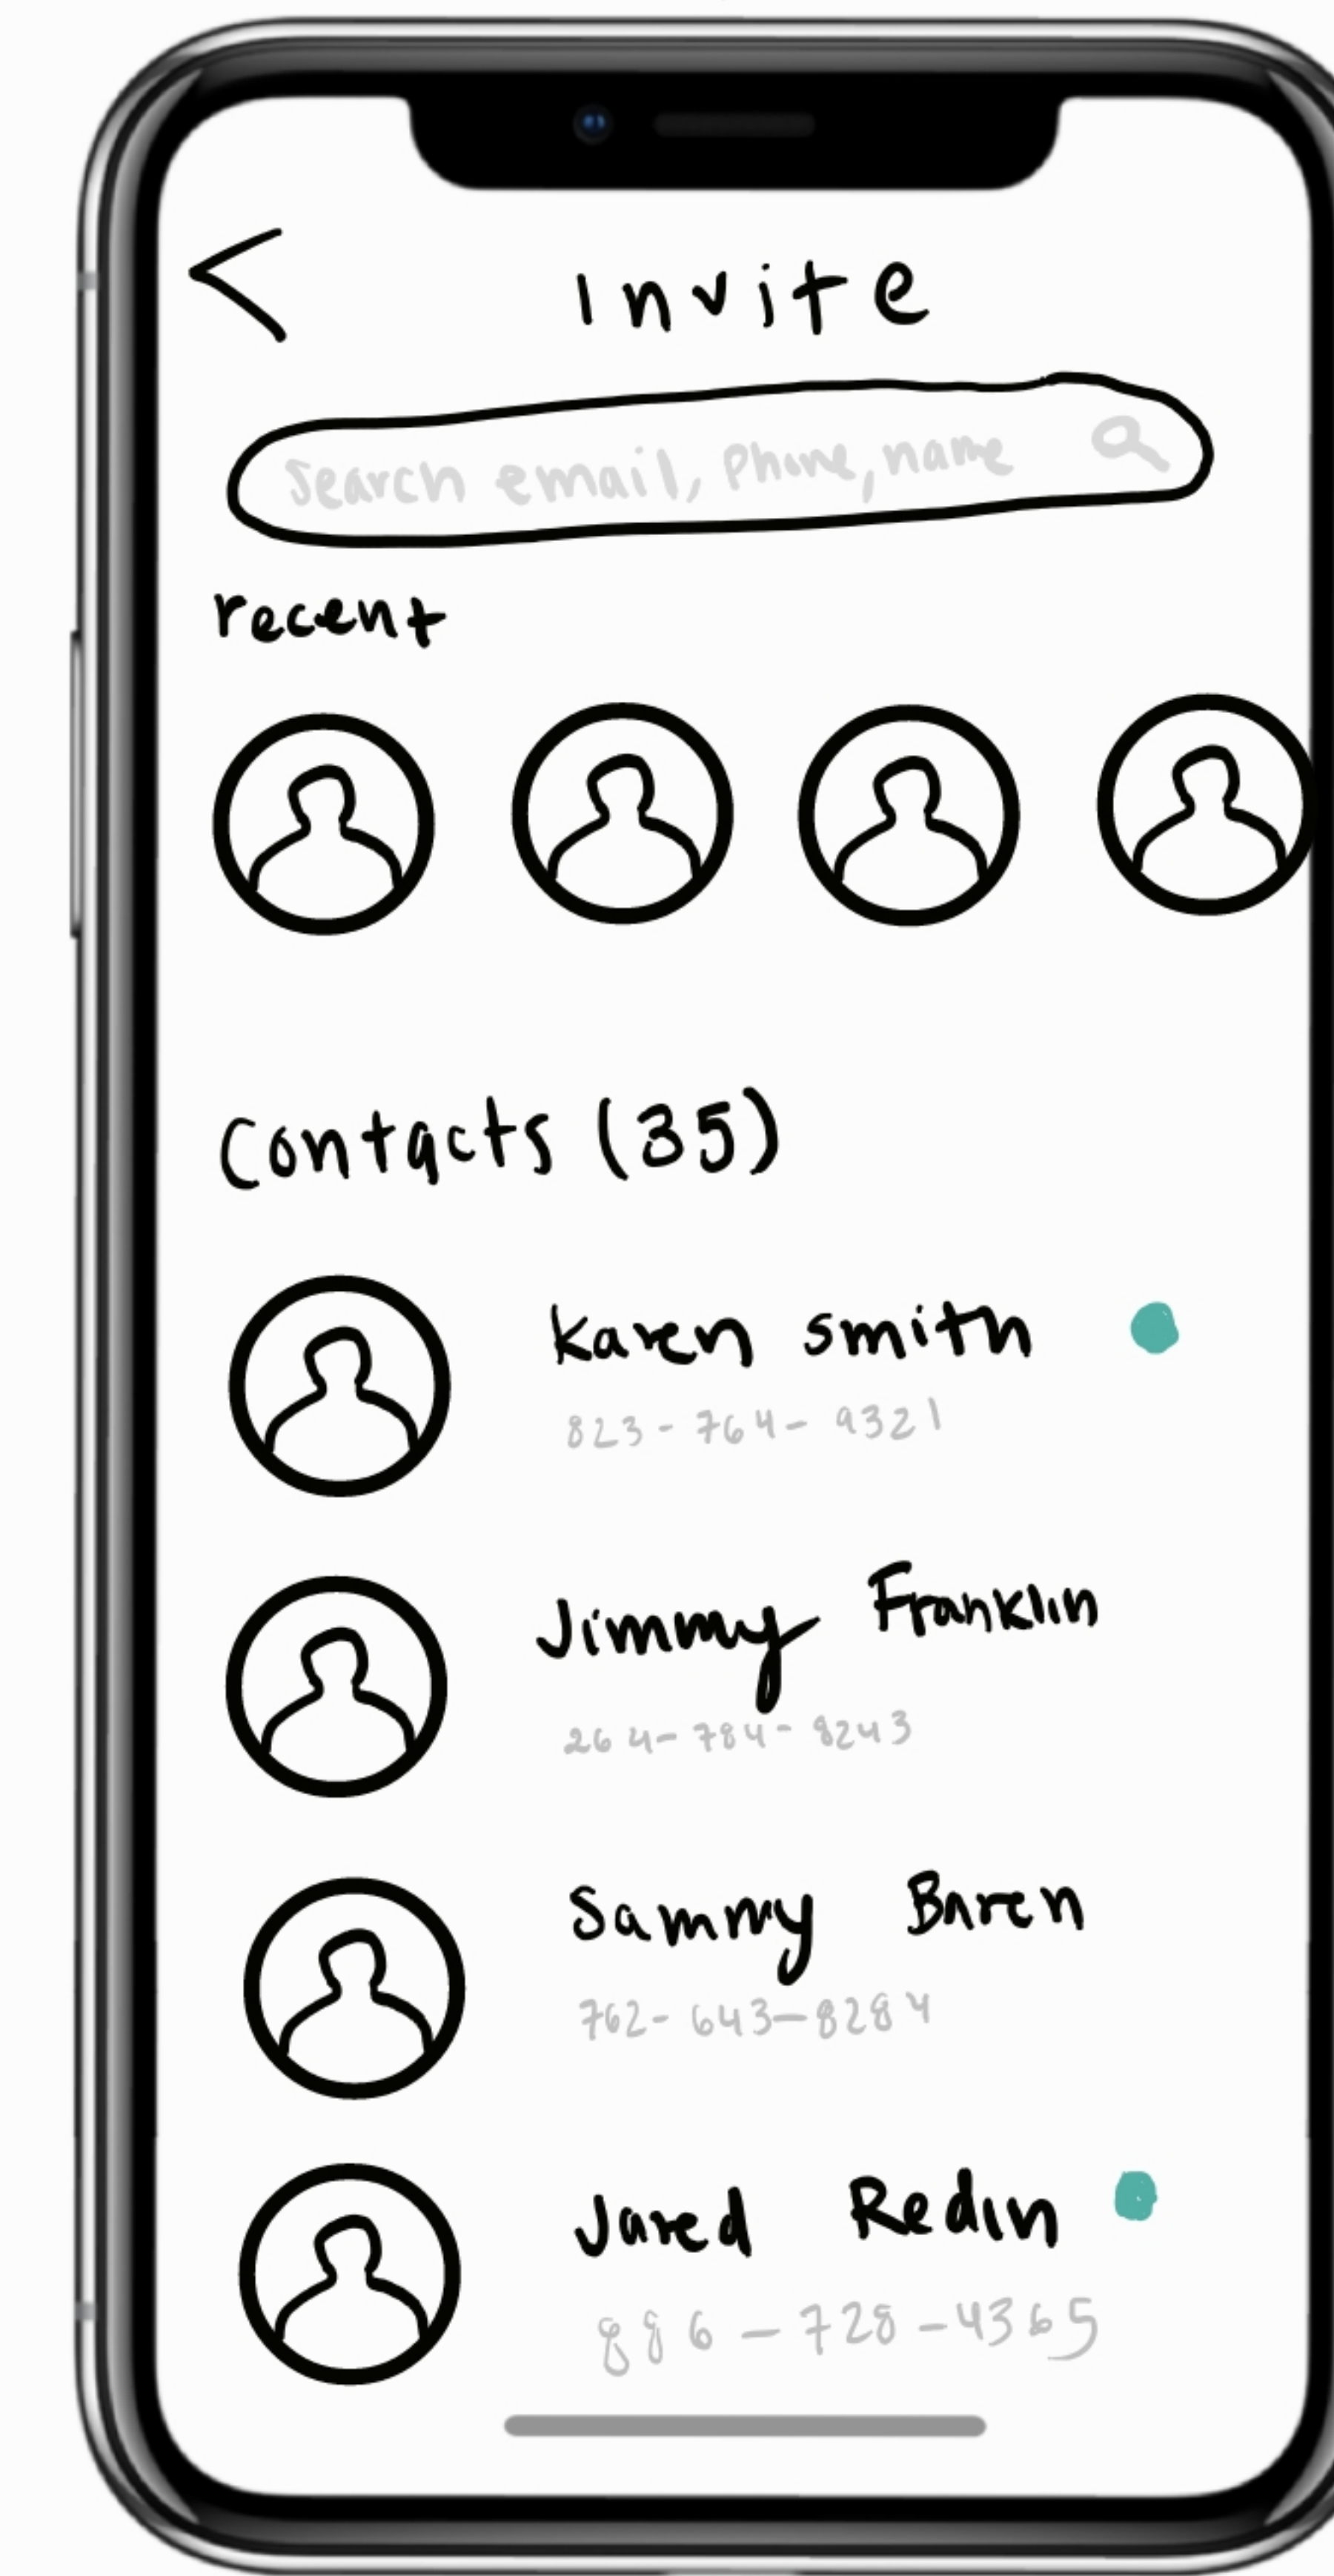 Invite
Search email, Phone, name
recent
Contacts (35)
Karen smith
823-764-9321
Jimmy Franklin
264-784-8243
Sammy Baren
762-643-8284
Jared Redin
886-728-4365